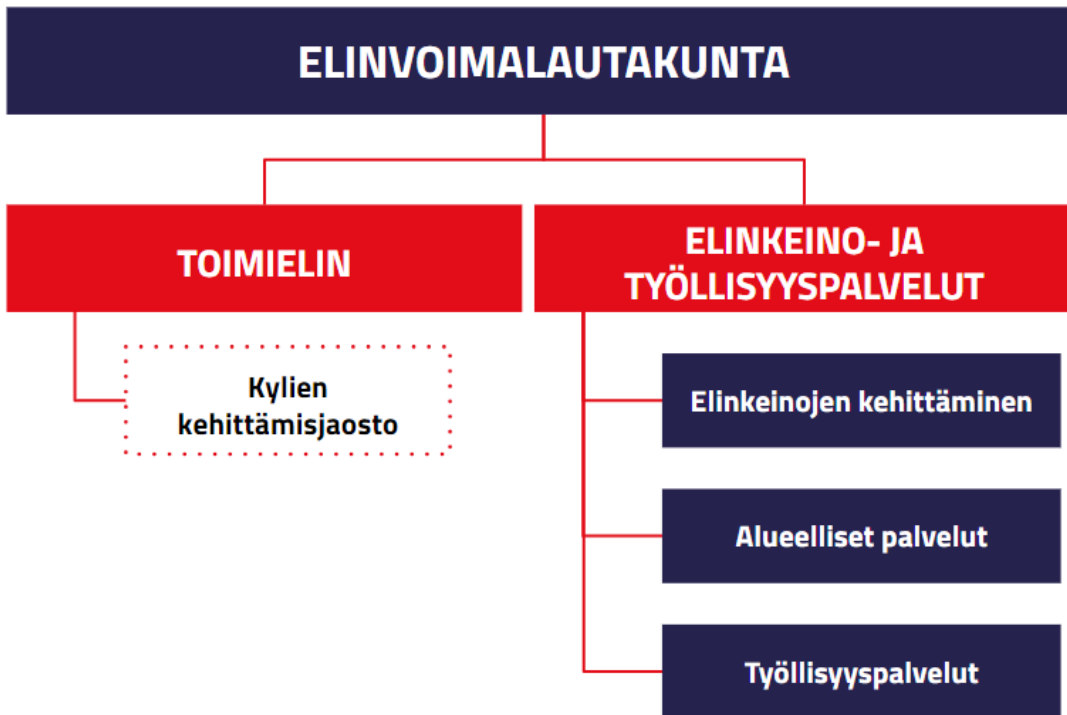 ELINVOIMALAUTAKUNTA
TOIMIELIN
Kylien
kehittämisjaosto
ELINKEINO- JA
TYÖLLISYYSPALVELUT
Elinkeinojen kehittäminen
Alueelliset palvelut
Työllisyyspalvelut